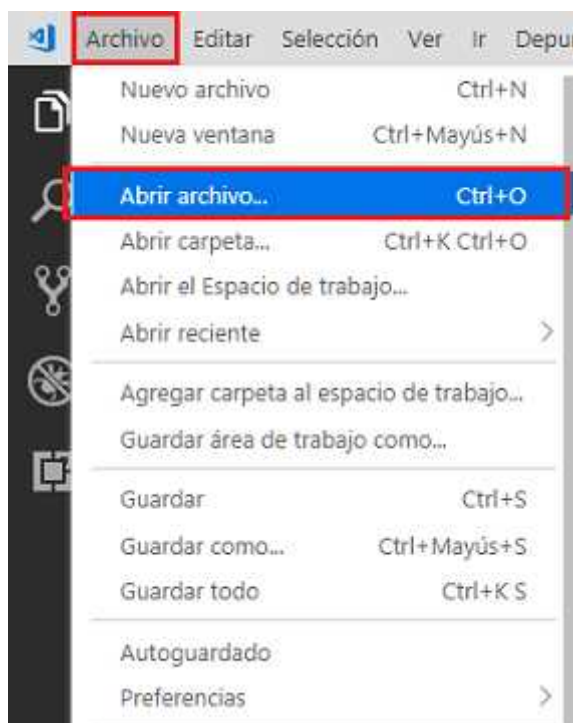 Archivo Editar Selección Ver Ir Depu
Nuevo archivo Ctrl+N
Nueva ventana Ctrl+Mayús+N
Abrir archivo... Ctrl+O
Abrir carpeta... Ctrl+K Ctrl+O
Abrir el Espacio de trabajo...
Abrir reciente
Agregar carpeta al espacio de trabajo...
Guardar área de trabajo como...
Guardar Ctrl+S
Guardar como... Ctrl+Mayús+S
Guardar todo Ctrl+K S
Autoguardado
Preferencias